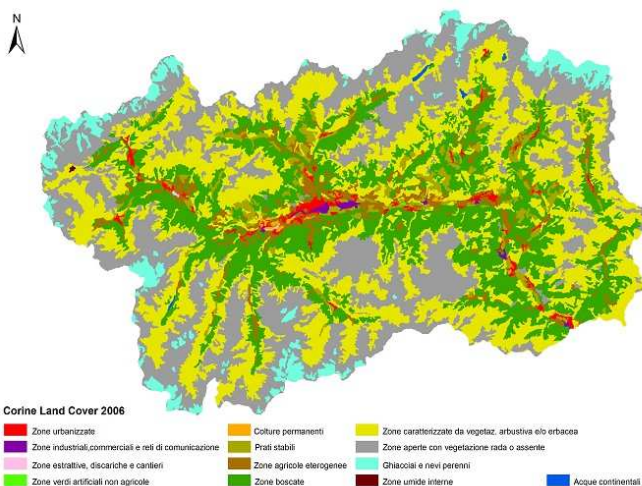 N
Corine Land Cover 2006
Zone urbanizzate
Zone industriali,commerciali e reti di comunicazione
Zone estrattive, discariche e cantieri
Zone verdi artificiali non agricole
Colture permanenti
Prati stabili
Zone agricole eterogenee
Zone boscate
Zone caratterizzate da vegetaz. arbustiva e/o erbacea
Zone aperte con vegetazione rada o assente
Ghiacciai e nevi perenni
Zone umide interne
Acque continentali